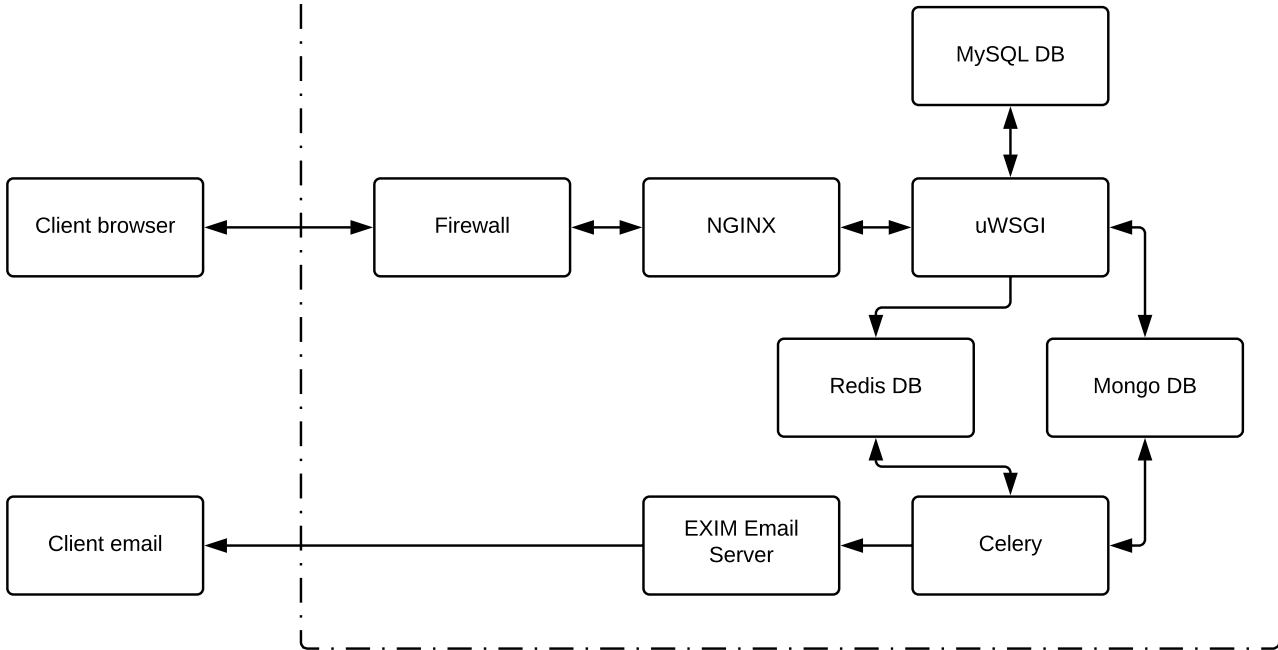 MySQL DB
Client browser
Firewall
NGINX
uWSGI
Redis DB
Mongo DB
Client email
EXIM Email
Server
Celery